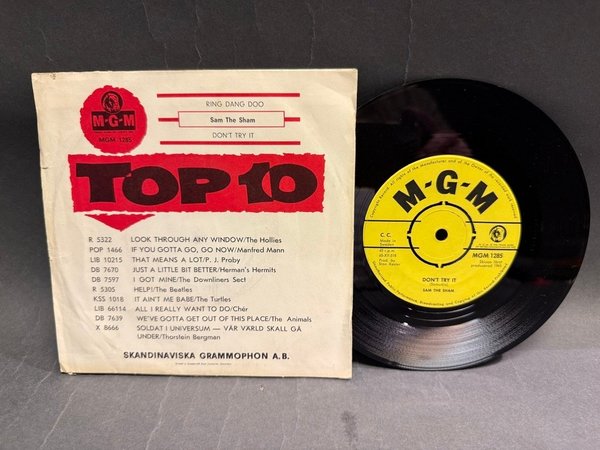 M-G-M
MGM 1285
RING DANG DOO
Sam The Sham
DON'T TRY IT
TOP 10
R 5322 LOOK THROUGH ANY WINDOW/The Hollies
POP 1466 IF YOU GOTTA GO, GO NOW/Manfred Mann
LIB 10215 THAT MEANS A LOT/P. J. Proby
DB 7670 JUST A LITTLE BIT BETTER/Herman's Hermits
DB 7597 I GOT MINE/The Downliners Sect
R 5305 HELP!/The Beatles
KSS 1018 IT AIN'T ME BABE/The Turtles
LIB 66114 ALL I REALLY WANT TO DO/Cher
DB 7639 WE'VE GOTTA GET OUT OF THIS PLACE/The Animals
X 8666 SOLDAT I UNIVERSUM — VÅR VÄRLD SKALL GÅ
UNDER/Thorstein Bergman
SKANDINAVISKA GRAMMOPHON A.B.
M-G-M
C. C.
Made in
Sweden
MGM 1285
DON'T TRY IT
SAM THE SHAM